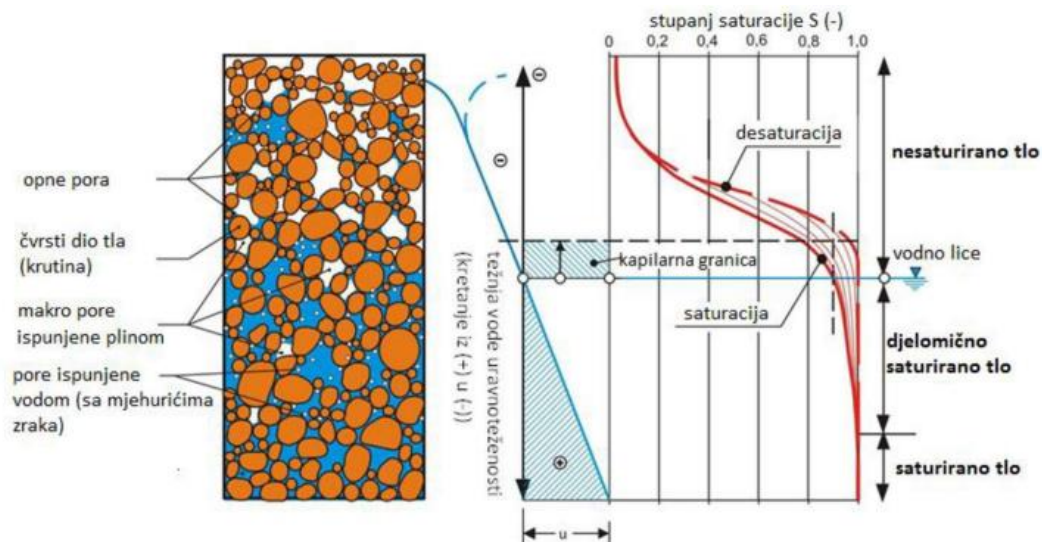 stupanj saturacije S (-)
0 0,2 0,4 0,6 0,8 1,0
desaturacija
nesaturirano tlo
opne pora
čvrsti dio tla
(krutina)
makro pore
ispunjene plinom
pore ispunjene
vodom (sa mjehurićima
zraka)
težnja vode uravnoteženosti
(kretanje iz (+) u (-))
kapilarna granica
vodno lice
saturacija
djelomično
saturirano tlo
saturirano tlo
u